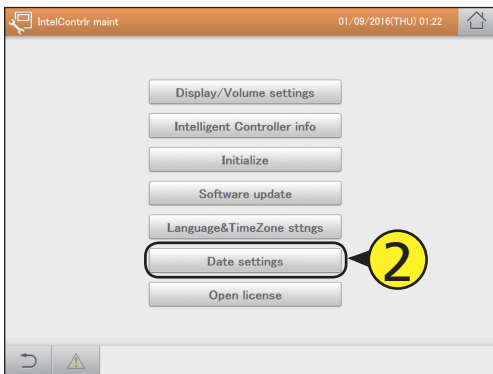 IntelContrlr maint 01/09/2016(THU) 01:22
Display/Volume settings
Intelligent Controller info
Initialize
Software update
Language&TimeZone sttngs
Date settings
2
Open license